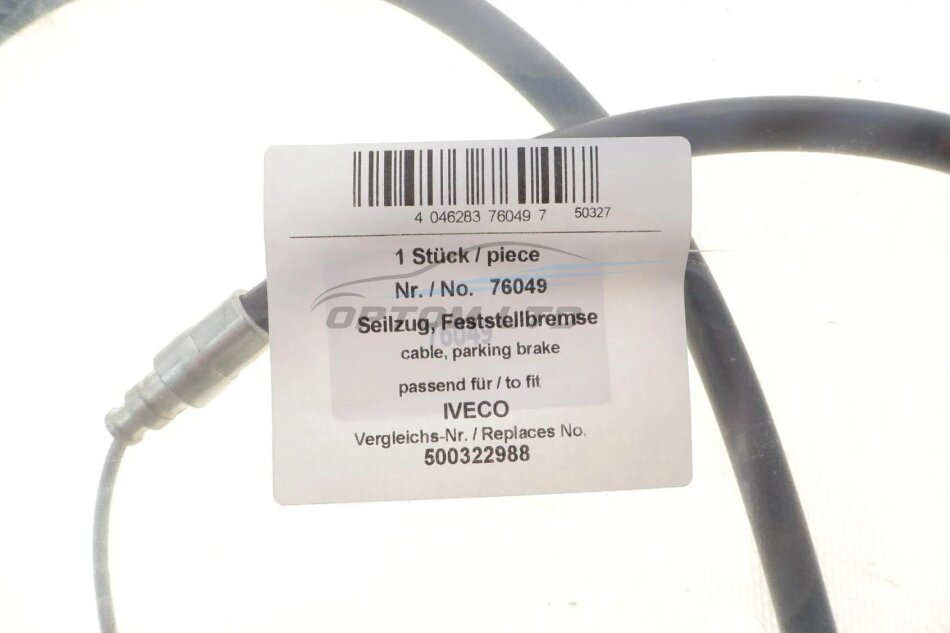 4 046283 76049 7 50327
1 Stück / piece
Nr. / No. 76049
Seilzug, Feststellbremse
cable, parking brake
76049
passend für / to fit
IVECO
Vergleichs-Nr. / Replaces No.
500322988